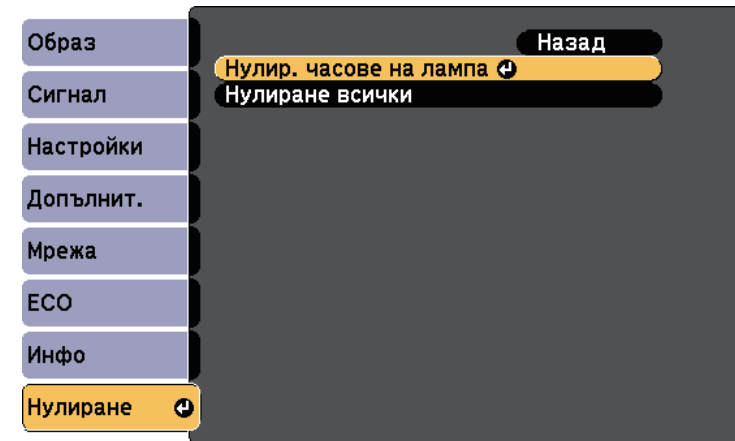 Образ
Сигнал
Настройки
Допълнит.
Мрежа
ECO
Инфо
Нулиране
Назад
Нулир. часове на лампа
Нулиране всички